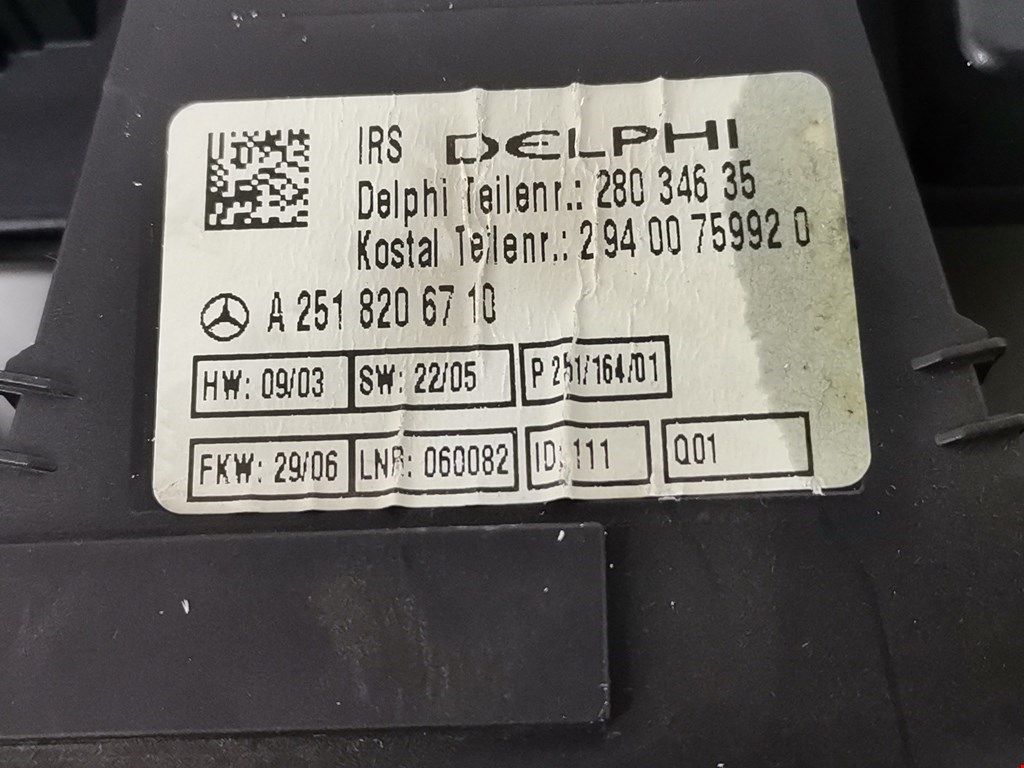 IRS DELPHI
Delphi Teilenr.: 280 346 35
Kostal Teilenr.: 2 94 00 75992 0
A 251 820 67 10
HW: 09/03 SW: 22/05 P 251/164/01
FKW: 29/06 LNR: 060082 ID: 111 Q01